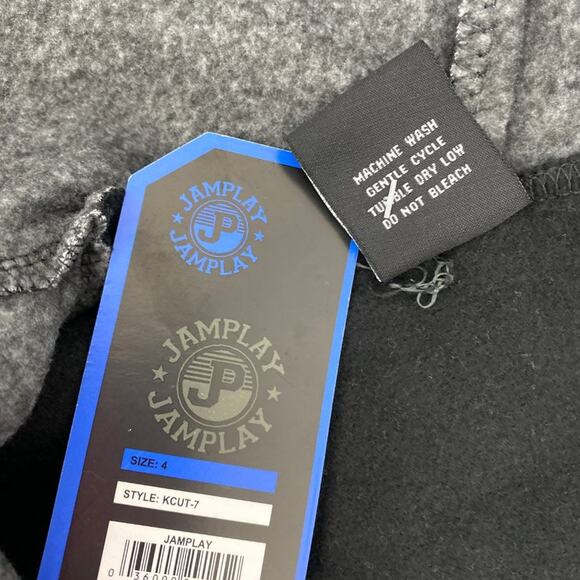 MACHINE WASH
GENTLE CYCLE
TUMBLE DRY LOW
DO NOT BLEACH
JAMPLAY
JP
JAMPLAY
JAMPLAY
JP
JAMPLAY
SIZE: 4
STYLE: KCUT-7
JAMPLAY